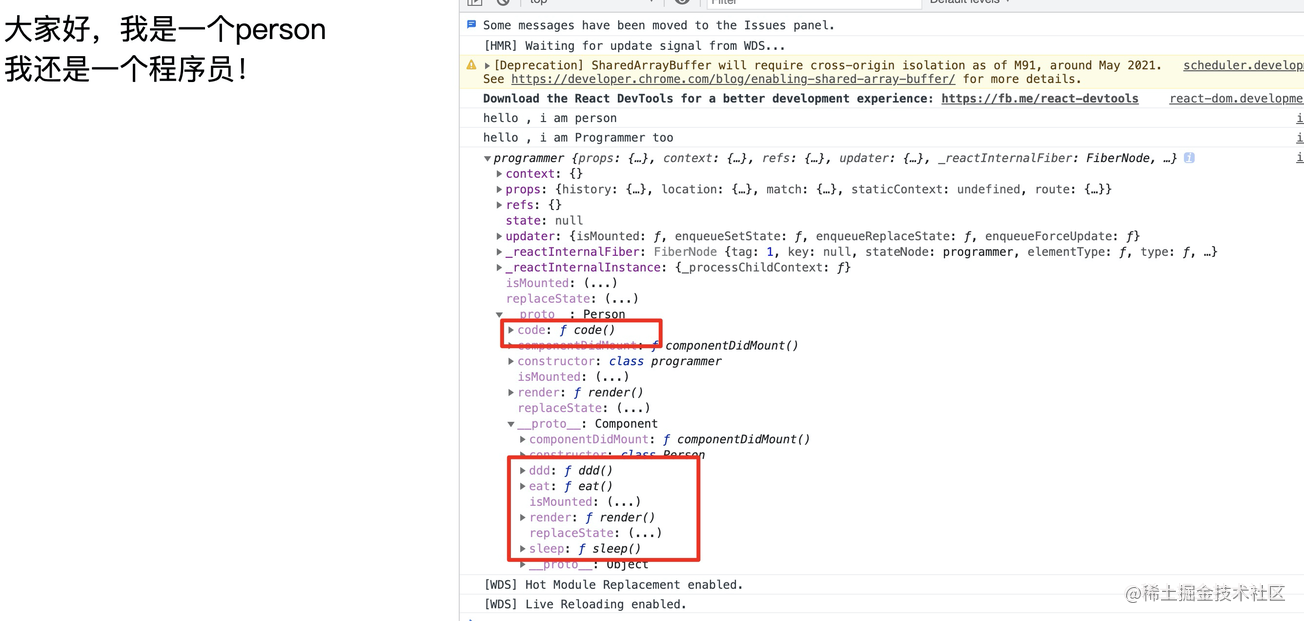 大家好，我是一个person
我还是一个程序员！
top
Filter
Default levels
Some messages have been moved to the Issues panel.
[HMR] Waiting for update signal from WDS...
[Deprecation] SharedArrayBuffer will require cross-origin isolation as of M91, around May 2021. scheduler.develop
See https://developer.chrome.com/blog/enabling-shared-array-buffer/ for more details.
Download the React DevTools for a better development experience: https://fb.me/react-devtools react-dom.developme
hello , i am person i
hello , i am Programmer too i
programmer {props: {…}, context: {…}, refs: {…}, updater: {…}, _reactInternalFiber: FiberNode, …} i i
context: {}
props: {history: {…}, location: {…}, match: {…}, staticContext: undefined, route: {…}}
refs: {}
state: null
updater: {isMounted: ƒ, enqueueSetState: ƒ, enqueueReplaceState: ƒ, enqueueForceUpdate: ƒ}
_reactInternalFiber: FiberNode {tag: 1, key: null, stateNode: programmer, elementType: ƒ, type: ƒ, …}
_reactInternalInstance: {_processChildContext: ƒ}
isMounted: (...)
replaceState: (...)
__proto__: Person
code: ƒ code()
componentDidMount: ƒ componentDidMount()
constructor: class programmer
isMounted: (...)
render: ƒ render()
replaceState: (...)
__proto__: Component
componentDidMount: ƒ componentDidMount()
constructor: class Person
ddd: ƒ ddd()
eat: ƒ eat()
isMounted: (...)
render: ƒ render()
replaceState: (...)
sleep: ƒ sleep()
__proto__: Object
[WDS] Hot Module Replacement enabled.
[WDS] Live Reloading enabled.
@稀土掘金技术社区